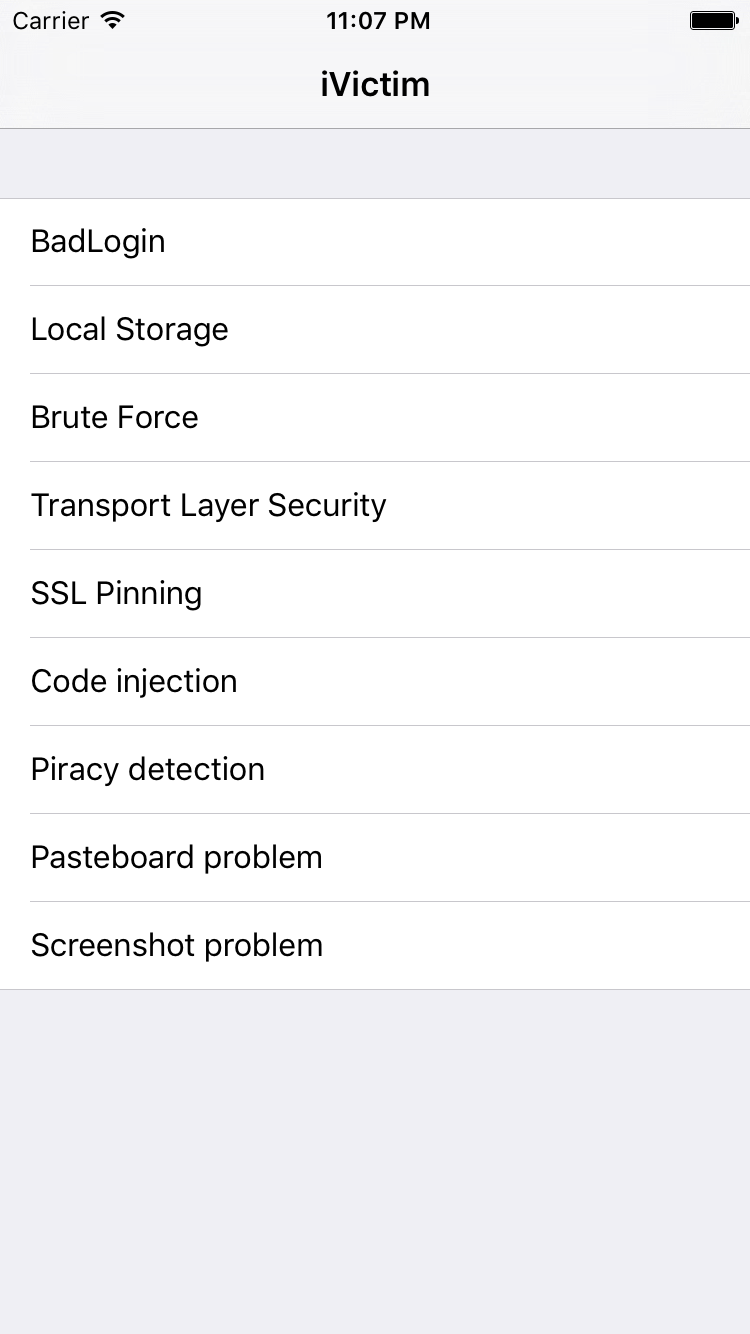 Carrier 11:07 PM
iVictim
BadLogin
Local Storage
Brute Force
Transport Layer Security
SSL Pinning
Code injection
Piracy detection
Pasteboard problem
Screenshot problem